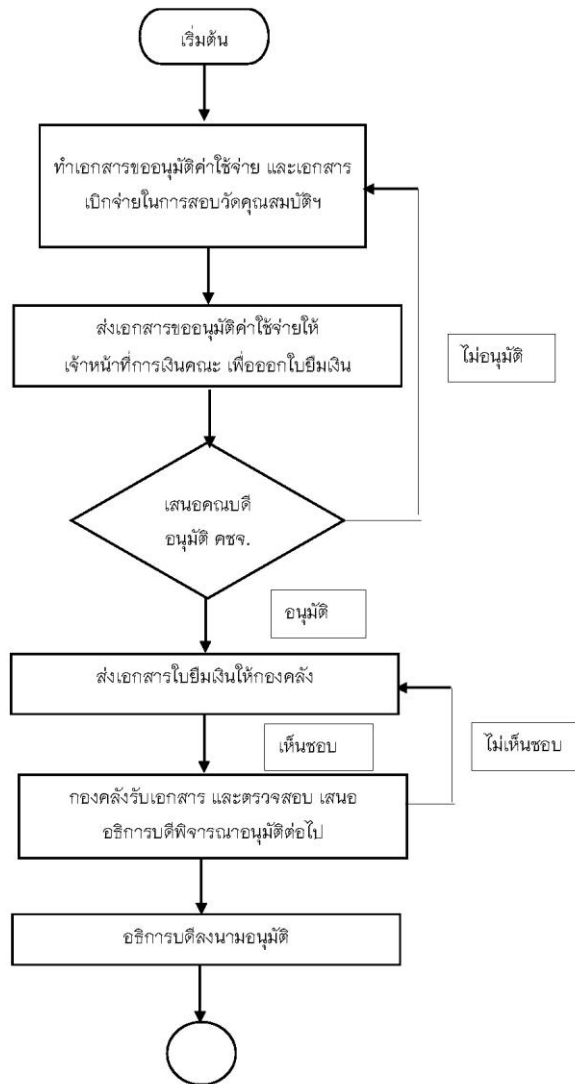 เริ่มต้น
ทำเอกสารขออนุมัติค่าใช้จ่าย และเอกสาร
เบิกจ่ายในการสอบวัดคุณสมบัติฯ
ส่งเอกสารขออนุมัติค่าใช้จ่ายให้
เจ้าหน้าที่การเงินคณะ เพื่อออกใบยืมเงิน
ไม่อนุมัติ
เสนอคณบดี
อนุมัติ คชจ.
อนุมัติ
ส่งเอกสารใบยืมเงินให้กองคลัง
เห็นชอบ
ไม่เห็นชอบ
กองคลังรับเอกสาร และตรวจสอบ เสนอ
อธิการบดีพิจารณาอนุมัติต่อไป
อธิการบดีลงนามอนุมัติ